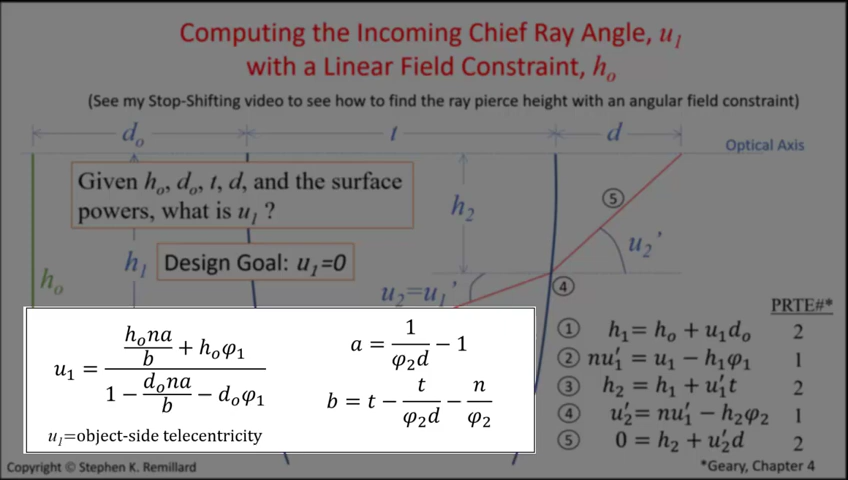 Computing the Incoming Chief Ray Angle, u₁
with a Linear Field Constraint, hₒ
(See my Stop-Shifting video to see how to find the ray pierce height with an angular field constraint)
dₒ t d Optical Axis
Given hₒ, dₒ, t, d, and the surface
powers, what is u₁ ?
h₂
⑤
u₂’
h₁ Design Goal: u₁=0
hₒ
u₂=u₁’ ④
PRTE#*
u₁ = (hₒna/b + hₒφ₁) / (1 − dₒna/b − dₒφ₁)
a = 1/(φ₂d) − 1
b = t − t/(φ₂d) − n/φ₂
u₁=object-side telecentricity
① h₁= hₒ + u₁dₒ 2
② nu₁′ = u₁ − h₁φ₁ 1
③ h₂ = h₁ + u₁′t 2
④ u₂′= nu₁′ − h₂φ₂ 1
⑤ 0 = h₂ + u₂′d 2
Copyright © Stephen K. Remillard *Geary, Chapter 4